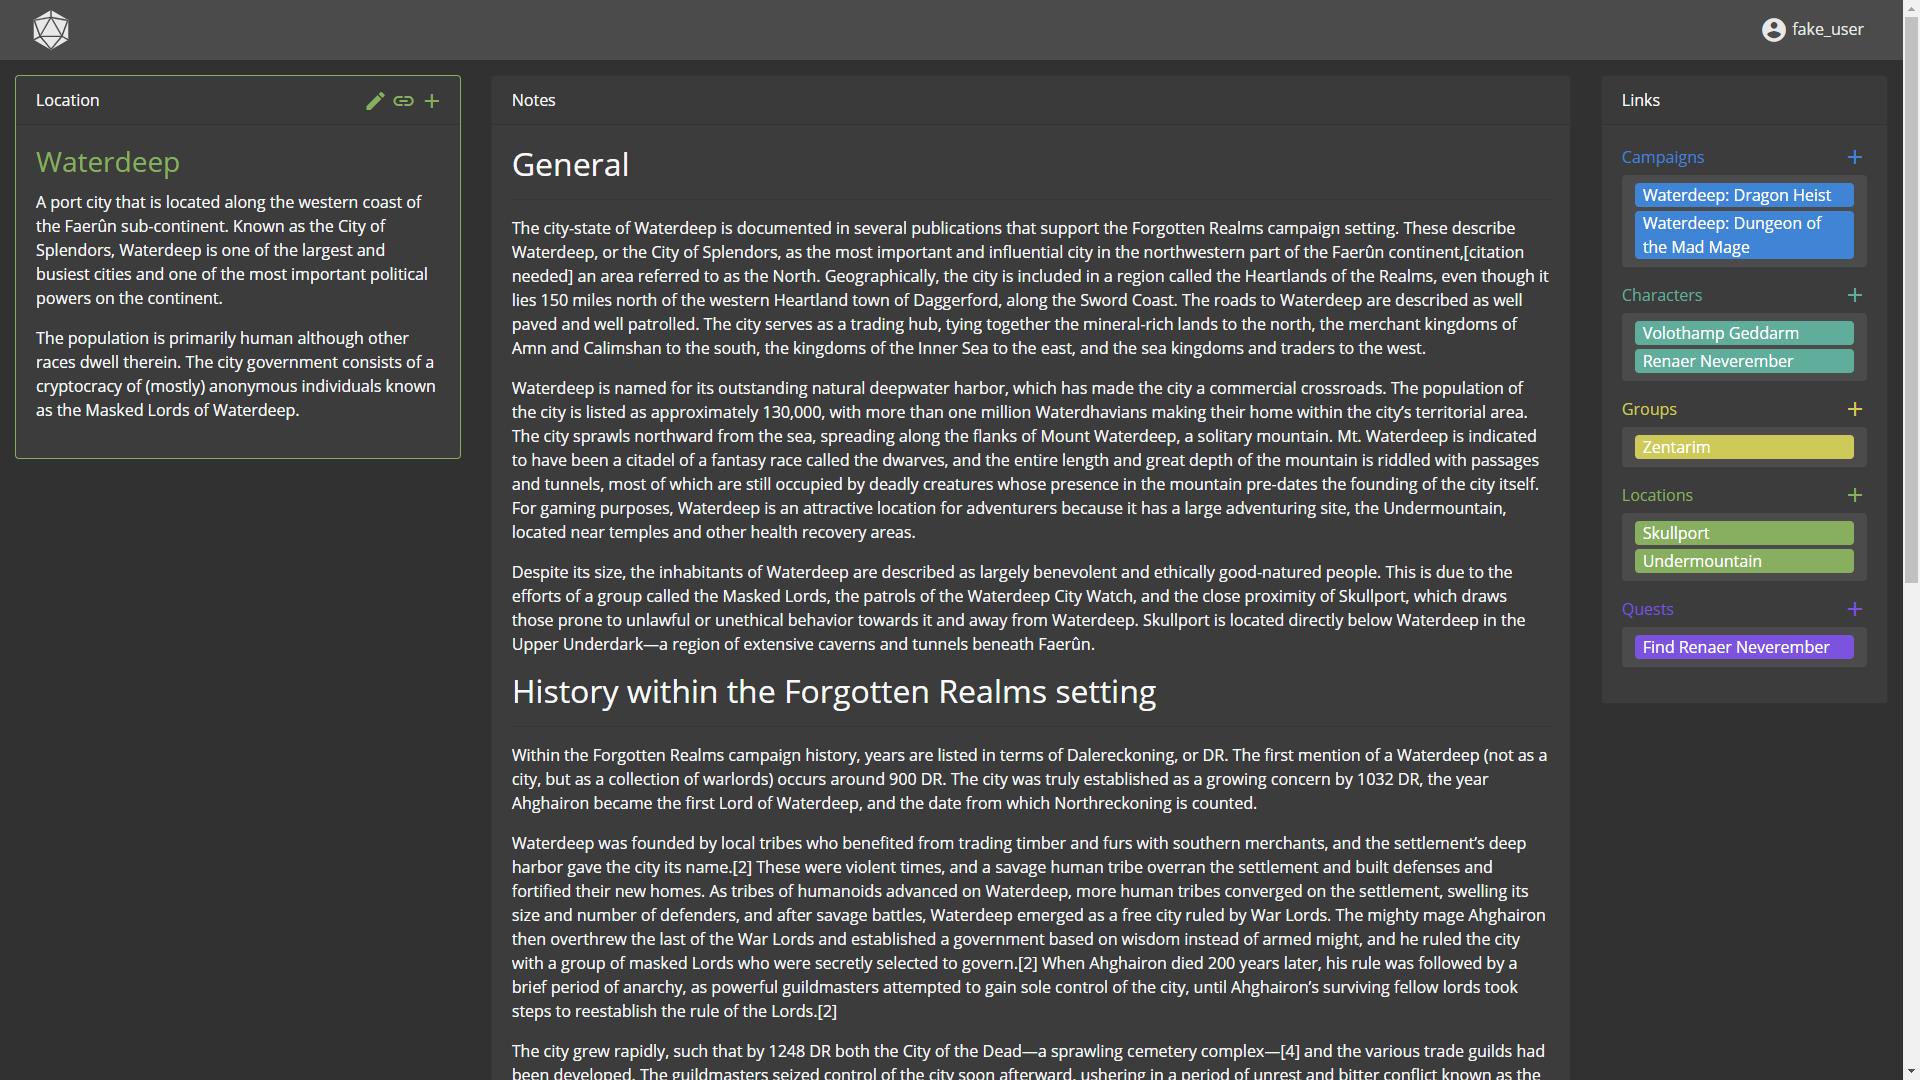 fake_user
Location
Waterdeep
A port city that is located along the western coast of
the Faerûn sub-continent. Known as the City of
Splendors, Waterdeep is one of the largest and
busiest cities and one of the most important political
powers on the continent.
The population is primarily human although other
races dwell therein. The city government consists of a
cryptocracy of (mostly) anonymous individuals known
as the Masked Lords of Waterdeep.
Notes
General
The city-state of Waterdeep is documented in several publications that support the Forgotten Realms campaign setting. These describe
Waterdeep, or the City of Splendors, as the most important and influential city in the northwestern part of the Faerûn continent,[citation
needed] an area referred to as the North. Geographically, the city is included in a region called the Heartlands of the Realms, even though it
lies 150 miles north of the western Heartland town of Daggerford, along the Sword Coast. The roads to Waterdeep are described as well
paved and well patrolled. The city serves as a trading hub, tying together the mineral-rich lands to the north, the merchant kingdoms of
Amn and Calimshan to the south, the kingdoms of the Inner Sea to the east, and the sea kingdoms and traders to the west.
Waterdeep is named for its outstanding natural deepwater harbor, which has made the city a commercial crossroads. The population of
the city is listed as approximately 130,000, with more than one million Waterdhavians making their home within the city’s territorial area.
The city sprawls northward from the sea, spreading along the flanks of Mount Waterdeep, a solitary mountain. Mt. Waterdeep is indicated
to have been a citadel of a fantasy race called the dwarves, and the entire length and great depth of the mountain is riddled with passages
and tunnels, most of which are still occupied by deadly creatures whose presence in the mountain pre-dates the founding of the city itself.
For gaming purposes, Waterdeep is an attractive location for adventurers because it has a large adventuring site, the Undermountain,
located near temples and other health recovery areas.
Despite its size, the inhabitants of Waterdeep are described as largely benevolent and ethically good-natured people. This is due to the
efforts of a group called the Masked Lords, the patrols of the Waterdeep City Watch, and the close proximity of Skullport, which draws
those prone to unlawful or unethical behavior towards it and away from Waterdeep. Skullport is located directly below Waterdeep in the
Upper Underdark—a region of extensive caverns and tunnels beneath Faerûn.
History within the Forgotten Realms setting
Within the Forgotten Realms campaign history, years are listed in terms of Dalereckoning, or DR. The first mention of a Waterdeep (not as a
city, but as a collection of warlords) occurs around 900 DR. The city was truly established as a growing concern by 1032 DR, the year
Ahghairon became the first Lord of Waterdeep, and the date from which Northreckoning is counted.
Waterdeep was founded by local tribes who benefited from trading timber and furs with southern merchants, and the settlement’s deep
harbor gave the city its name.[2] These were violent times, and a savage human tribe overran the settlement and built defenses and
fortified their new homes. As tribes of humanoids advanced on Waterdeep, more human tribes converged on the settlement, swelling its
size and number of defenders, and after savage battles, Waterdeep emerged as a free city ruled by War Lords. The mighty mage Ahghairon
then overthrew the last of the War Lords and established a government based on wisdom instead of armed might, and he ruled the city
with a group of masked Lords who were secretly selected to govern.[2] When Ahghairon died 200 years later, his rule was followed by a
brief period of anarchy, as powerful guildmasters attempted to gain sole control of the city, until Ahghairon’s surviving fellow lords took
steps to reestablish the rule of the Lords.[2]
The city grew rapidly, such that by 1248 DR both the City of the Dead—a sprawling cemetery complex—[4] and the various trade guilds had
been developed. The guildmasters seized control of the city soon afterward, ushering in a period of unrest and bitter conflict known as the
Links
Campaigns
Waterdeep: Dragon Heist
Waterdeep: Dungeon of
the Mad Mage
Characters
Volothamp Geddarm
Renaer Neverember
Groups
Zentarim
Locations
Skullport
Undermountain
Quests
Find Renaer Neverember